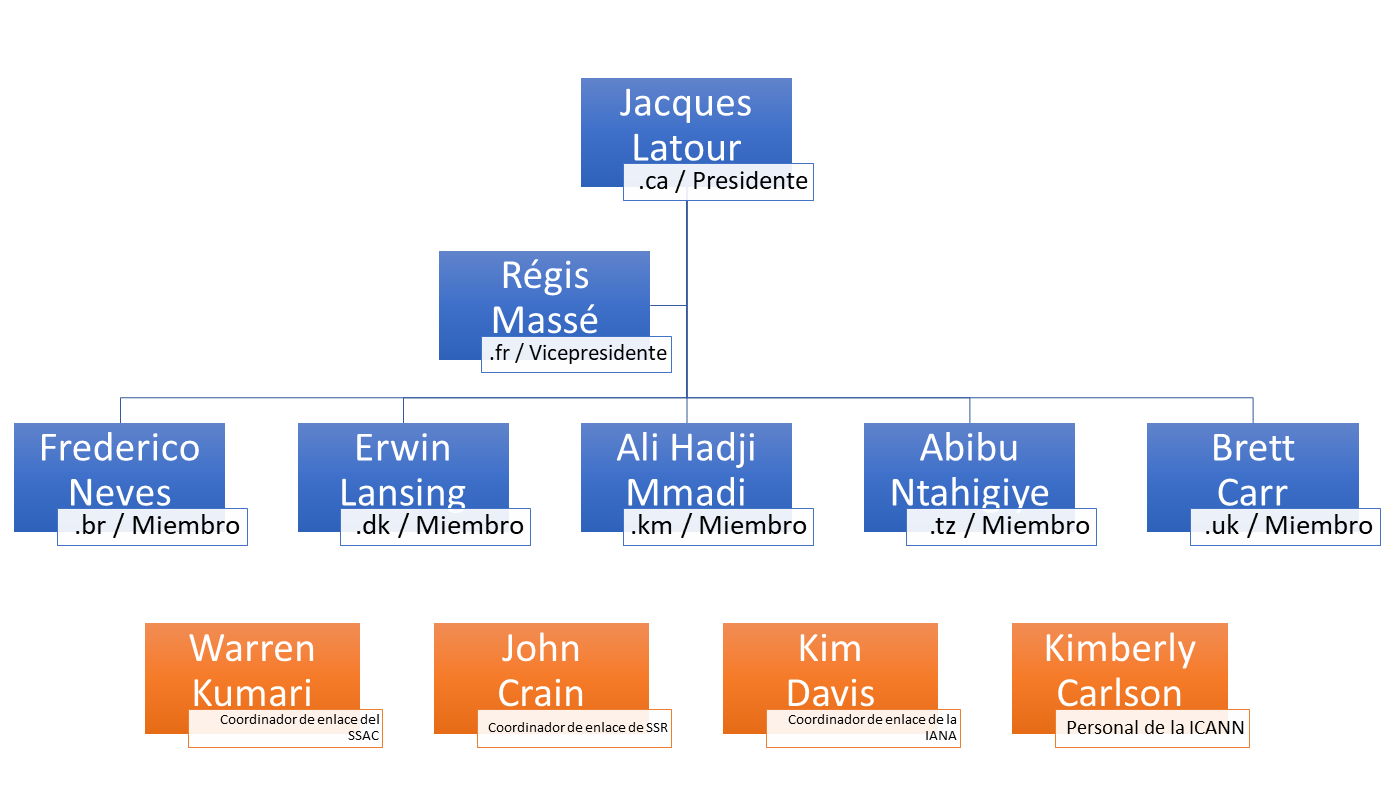 Jacques
Latour
.ca / Presidente
Régis
Massé
.fr / Vicepresidente
Frederico
Neves
.br / Miembro
Erwin
Lansing
.dk / Miembro
Ali Hadji
Mmadi
.km / Miembro
Abibu
Ntahigiye
.tz / Miembro
Brett
Carr
.uk / Miembro
Warren
Kumari
Coordinador de enlace del
SSAC
John
Crain
Coordinador de enlace de SSR
Kim
Davis
Coordinador de enlace de la
IANA
Kimberly
Carlson
Personal de la ICANN